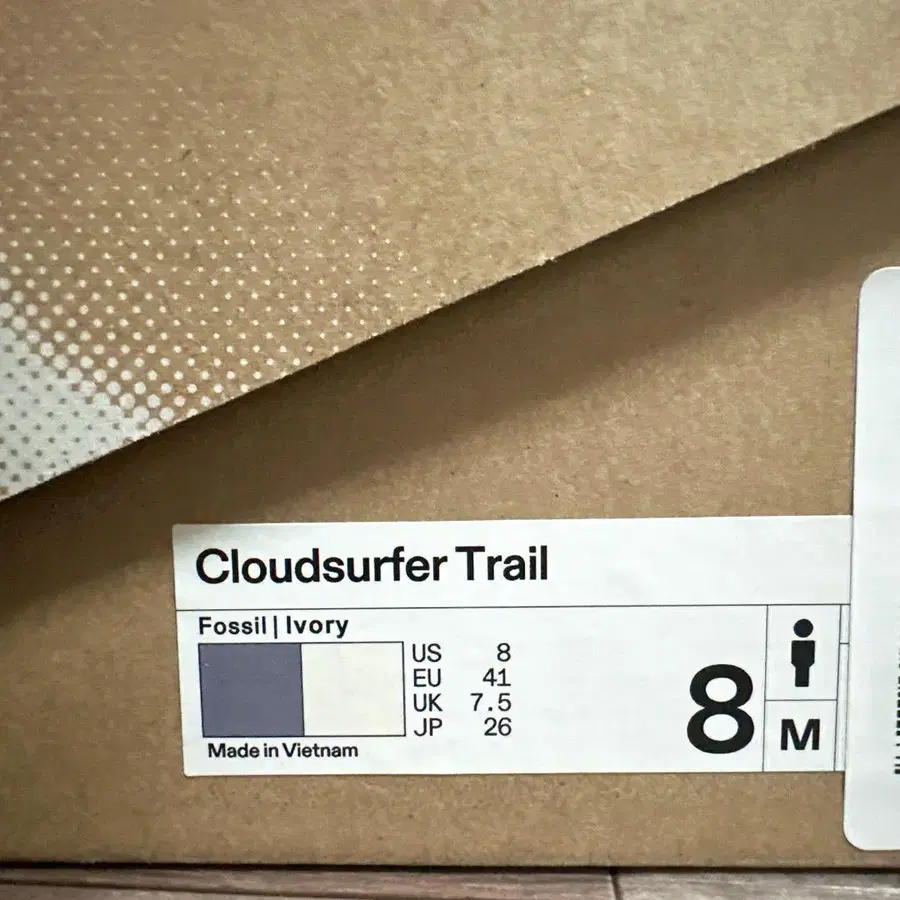 Cloudsurfer Trail
Fossil | Ivory
US 8
EU 41
UK 7.5
JP 26
8
M
Made in Vietnam